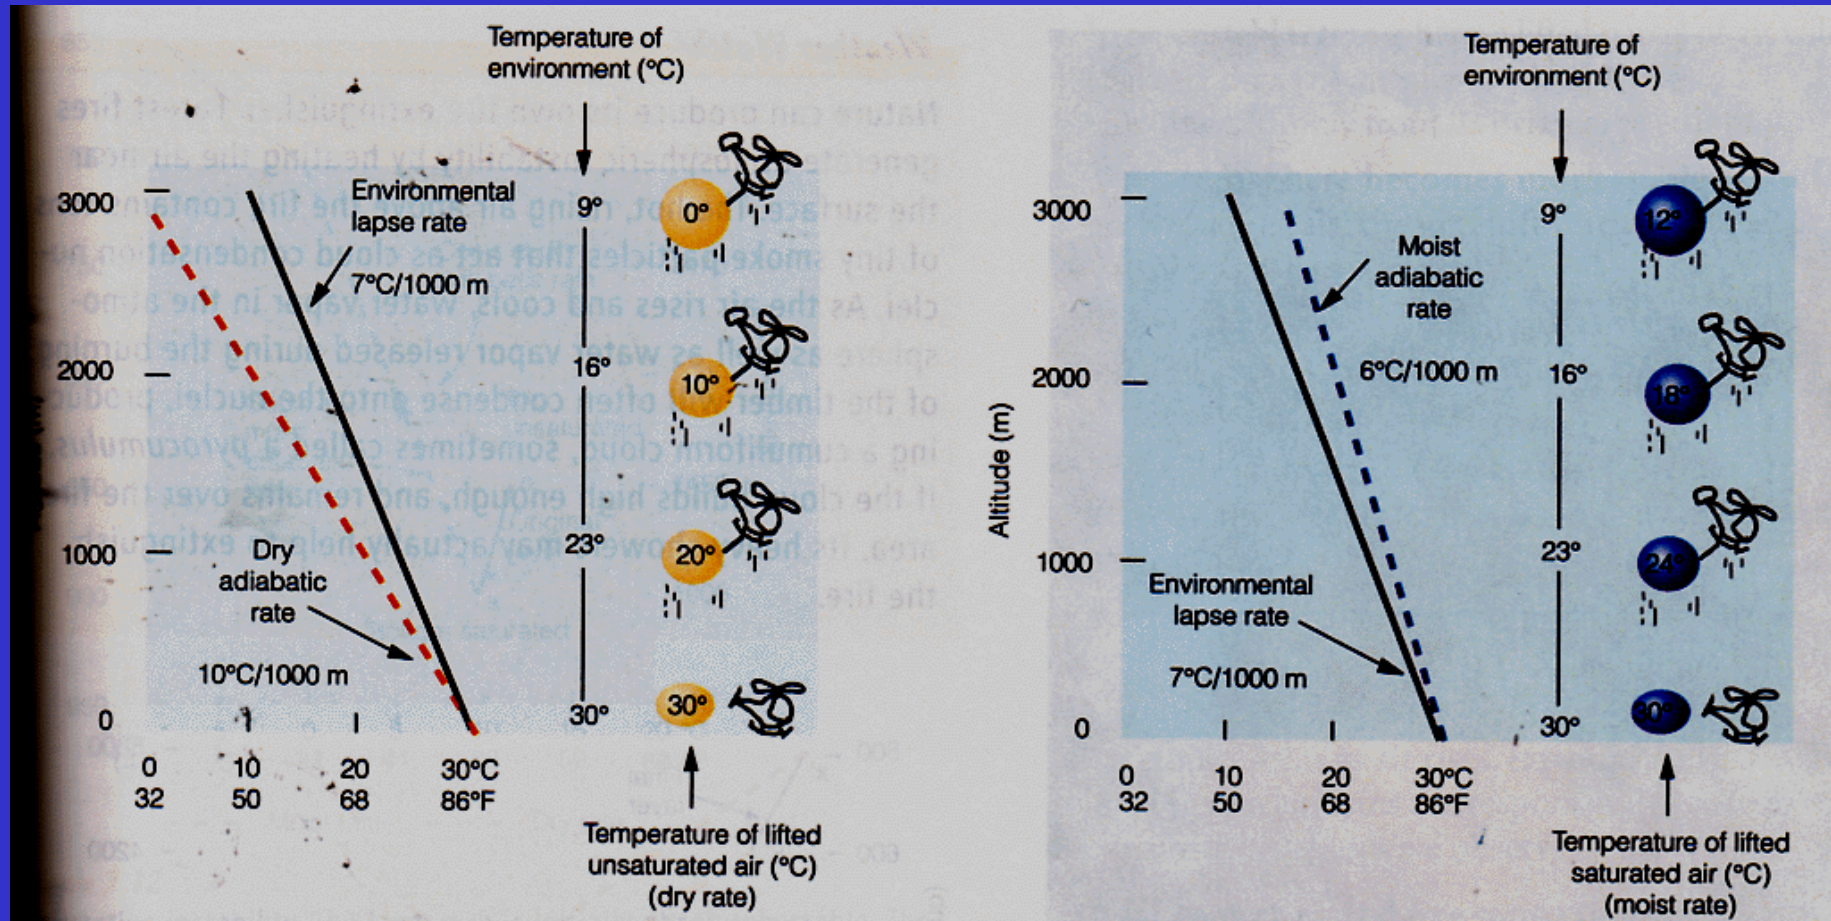 Temperature of
environment (°C)
3000
2000
1000
0
Environmental
lapse rate
7°C/1000 m
Dry
adiabatic
rate
10°C/1000 m
9°
16°
23°
30°
0°
10°
20°
30°
0 10 20 30°C
32 50 68 86°F
Temperature of lifted
unsaturated air (°C)
(dry rate)
Temperature of
environment (°C)
Altitude (m)
3000
2000
1000
0
Moist
adiabatic
rate
6°C/1000 m
Environmental
lapse rate
7°C/1000 m
9°
16°
23°
30°
12°
18°
24°
30°
0 10 20 30°C
32 50 68 86°F
Temperature of lifted
saturated air (°C)
(moist rate)